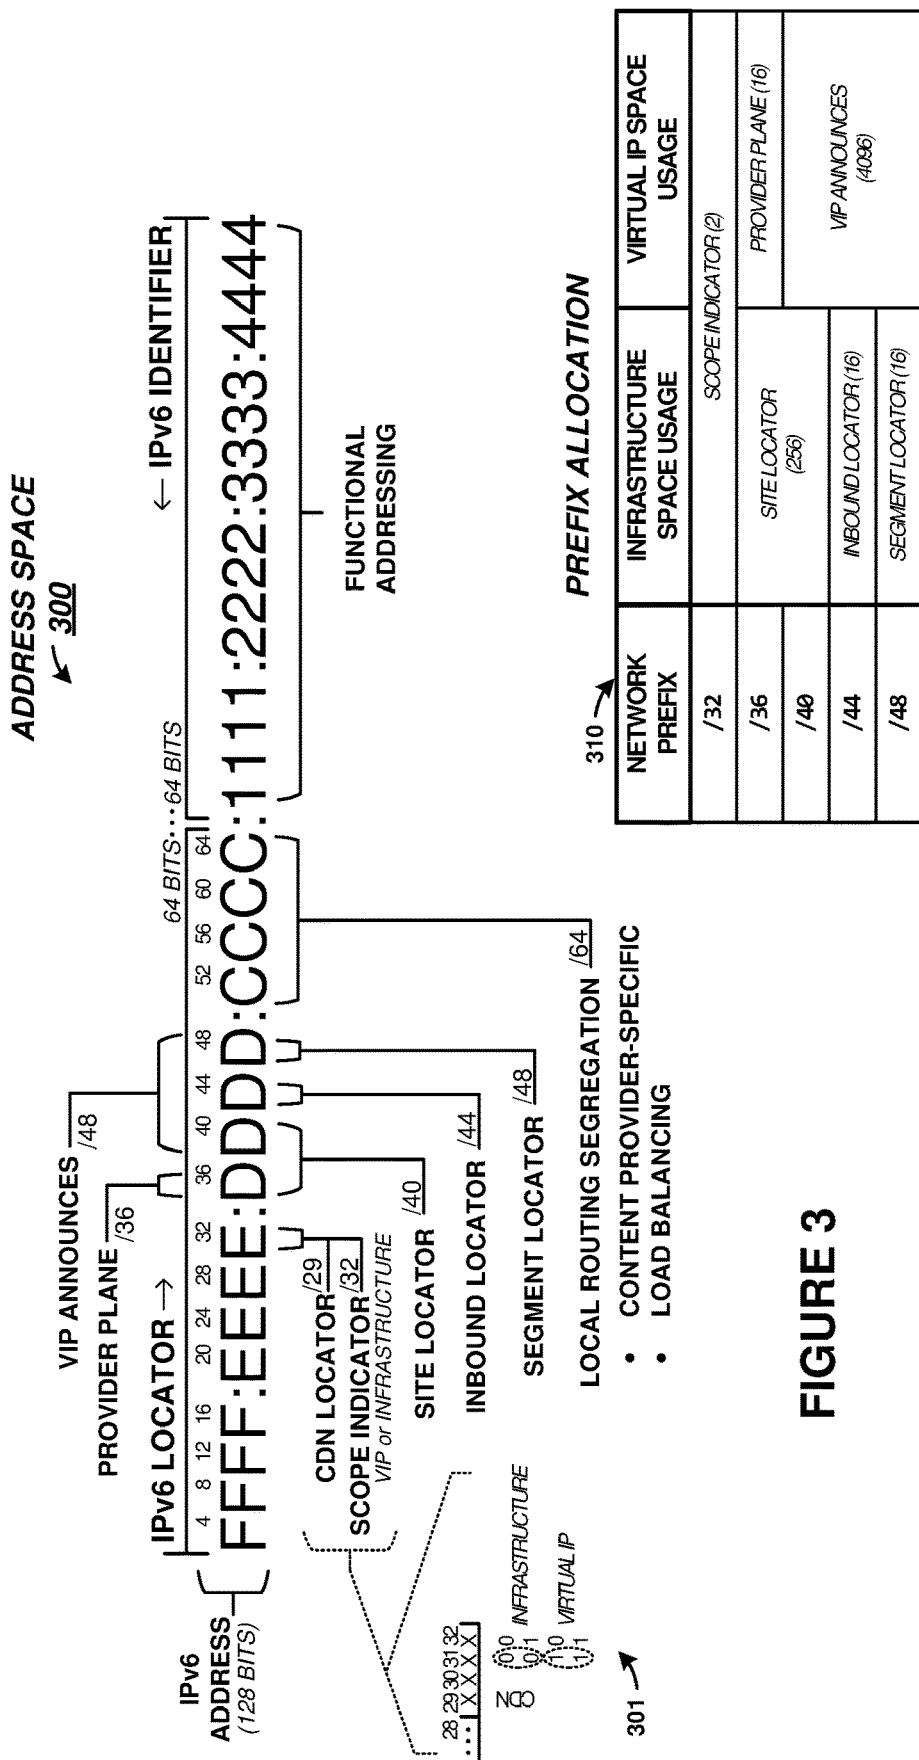 ADDRESS SPACE
300
VIP ANNOUNCES
/48
PROVIDER PLANE
/36
IPv6 LOCATOR →
64 BITS
64 BITS
← IPv6 IDENTIFIER
4 8 12 16 20 24 28 32 36 40 44 48 52 56 60 64
IPv6
ADDRESS
(128 BITS)
FFFF:EEEE:DDDD:CCCC:1111:2222:3333:4444
CDN LOCATOR /29
SCOPE INDICATOR /32
VIP or INFRASTRUCTURE
SITE LOCATOR /40
INBOUND LOCATOR /44
SEGMENT LOCATOR /48
LOCAL ROUTING SEGREGATION /64
• CONTENT PROVIDER-SPECIFIC
• LOAD BALANCING
FUNCTIONAL
ADDRESSING
28 29 30 31 32
... X X X X
0 0
0 1
INFRASTRUCTURE
1 0
1 1
VIRTUAL IP
301
PREFIX ALLOCATION
310
NETWORK
PREFIX
INFRASTRUCTURE
SPACE USAGE
VIRTUAL IP SPACE
USAGE
/32
SCOPE INDICATOR (2)
/36
SITE LOCATOR
(256)
PROVIDER PLANE (16)
/40
VIP ANNOUNCES
(4096)
/44
INBOUND LOCATOR (16)
/48
SEGMENT LOCATOR (16)
FIGURE 3